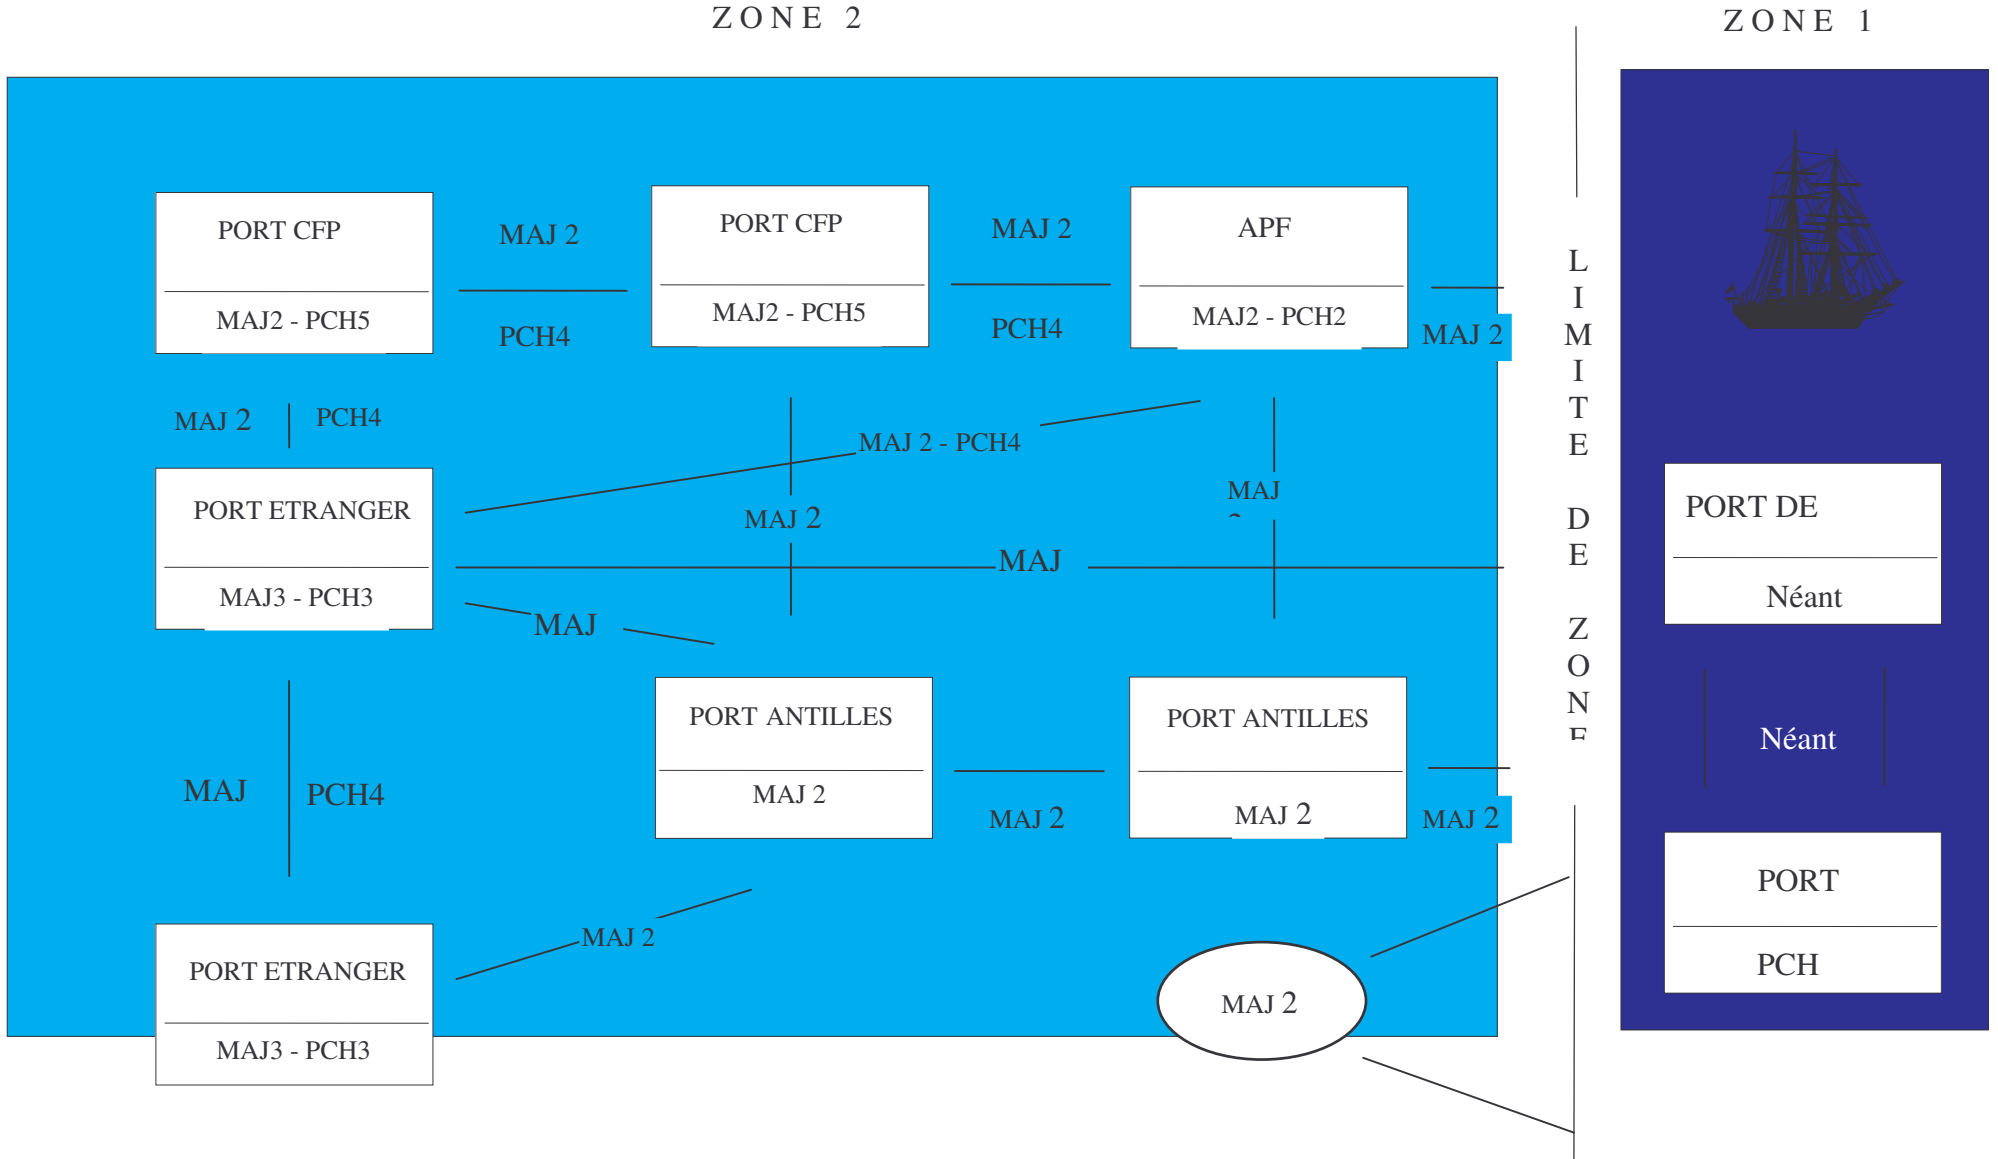 ZONE 2
ZONE 1
PORT CFP
MAJ2 - PCH5
MAJ 2
PCH4
PORT CFP
MAJ2 - PCH5
MAJ 2
PCH4
APF
MAJ2 - PCH2
MAJ 2
LIMITE DE ZONE
MAJ 2
PCH4
MAJ 2 - PCH4
PORT ETRANGER
MAJ3 - PCH3
MAJ 2
MAJ
MAJ
MAJ
PORT DE
Néant
Néant
PORT ANTILLES
MAJ 2
MAJ 2
PORT ANTILLES
MAJ 2
MAJ 2
MAJ
PCH4
PORT
PCH
MAJ 2
PORT ETRANGER
MAJ3 - PCH3
MAJ 2